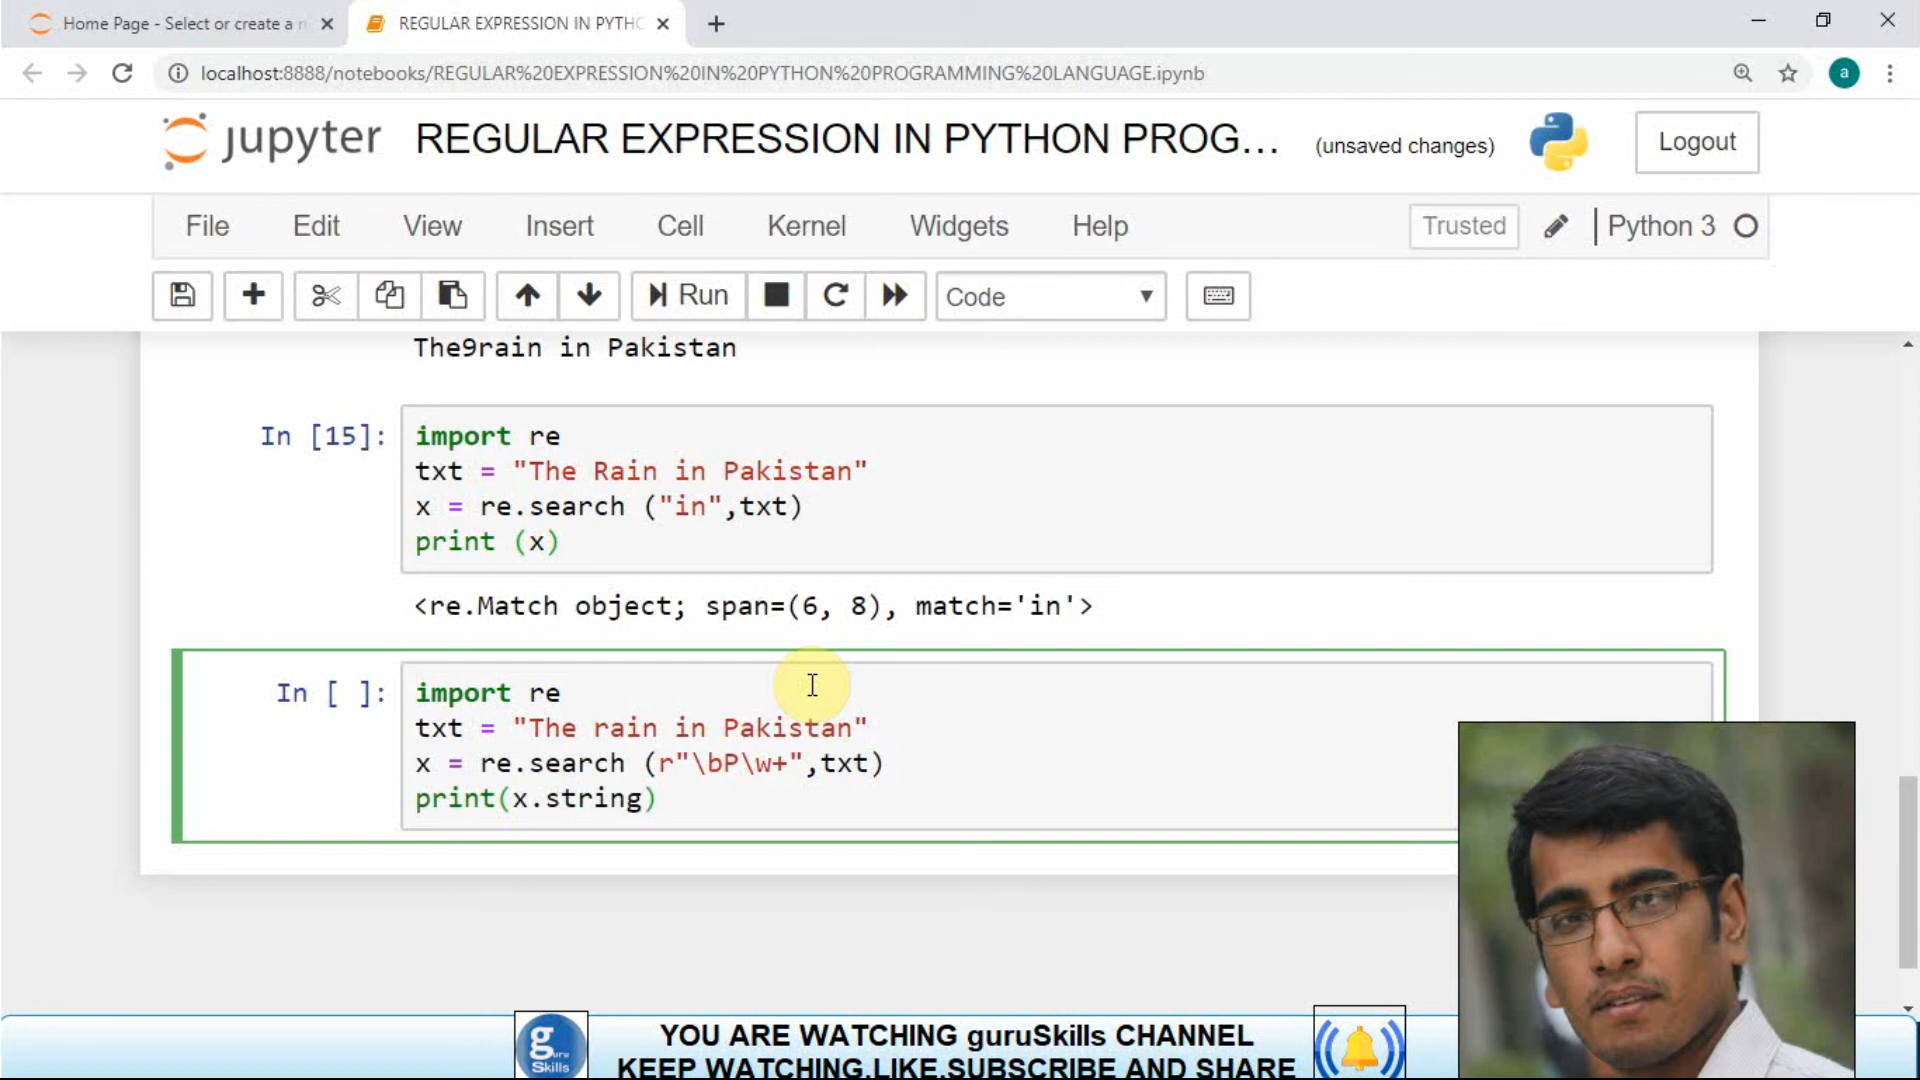 Home Page - Select or create a n
REGULAR EXPRESSION IN PYTHC
localhost:8888/notebooks/REGULAR%20EXPRESSION%20IN%20PYTHON%20PROGRAMMING%20LANGUAGE.ipynb
a
jupyter REGULAR EXPRESSION IN PYTHON PROG... (unsaved changes) Logout
File Edit View Insert Cell Kernel Widgets Help Trusted Python 3
Run Code
The9rain in Pakistan
In [15]: import re
txt = "The Rain in Pakistan"
x = re.search ("in",txt)
print (x)
<re.Match object; span=(6, 8), match='in'>
In [ ]: import re
txt = "The rain in Pakistan"
x = re.search (r"\bP\w+",txt)
print(x.string)
guru
Skills
YOU ARE WATCHING guruSkills CHANNEL
KEEP WATCHING,LIKE,SUBSCRIBE AND SHARE